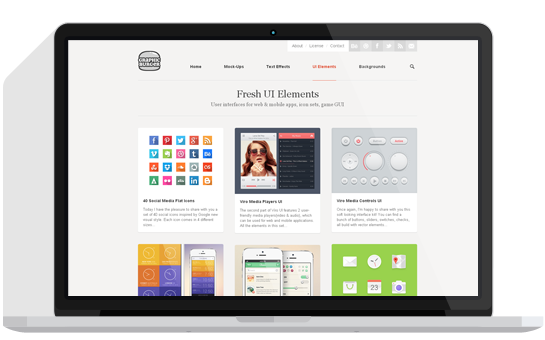 About License Contact
GRAPHIC
BURGER
Home Mock-Ups Text Effects UI Elements Backgrounds
Fresh UI Elements
Users interfaces for web & mobile apps, icon sets, game GUI
40 Social Media Flat Icons
Today I have the pleasure to share with you a
set of 40 social icons inspired by Google new
visual style. Each icon comes in 4 different
sizes...
Vire Media Players UI
The second part of Vire UI features 2 user
friendly media players(video & audio), which
can be used for web and mobile applications.
All the elements in this set...
Vire Media Controls UI
Once again, I'm happy to share with you this
soft looking interface kit! You can find a
bunch of buttons, sliders, switches, checks,
all build with vector elements...
23